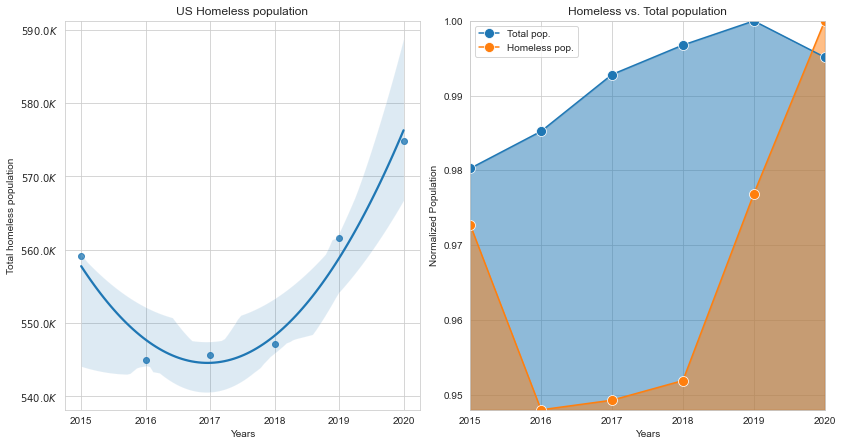 US Homeless population
590.0K
580.0K
570.0K
560.0K
550.0K
540.0K
Total homeless population
2015 2016 2017 2018 2019 2020
Years
Homeless vs. Total population
Total pop.
Homeless pop.
1.00
0.99
0.98
0.97
0.96
0.95
Normalized Population
2015 2016 2017 2018 2019 2020
Years